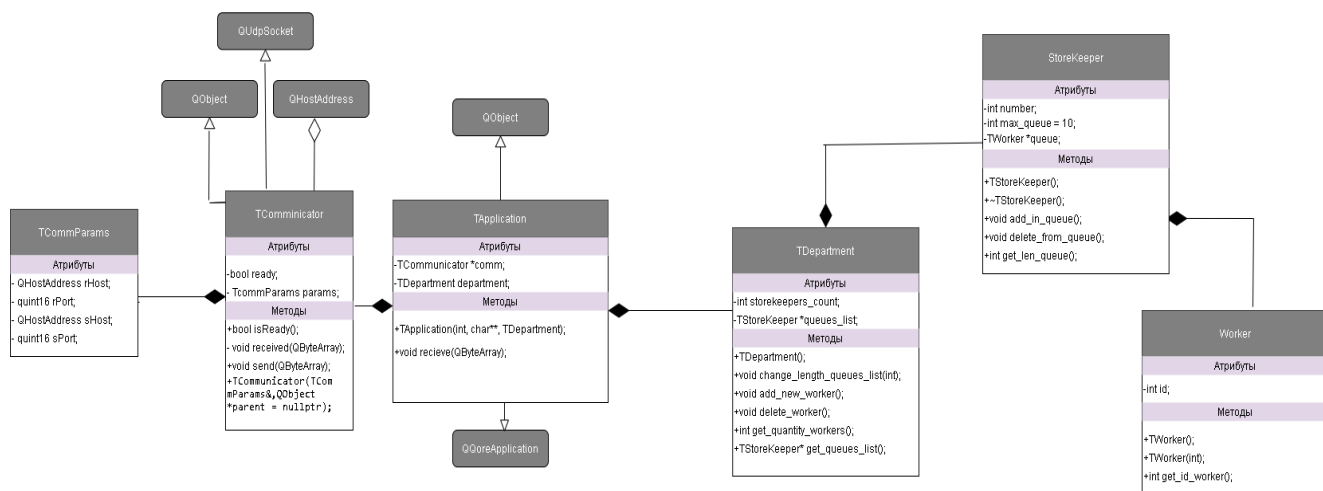 QUdpSocket
QObject
QHostAddress
QObject
StoreKeeper
Атрибуты
-int number;
-int max_queue = 10;
-TWorker *queue;
Методы
+TStoreKeeper();
+~TStoreKeeper();
+void add_in_queue();
+void delete_from_queue();
+int get_len_queue();
TCommParams
Атрибуты
- QHostAddress rHost;
- quint16 rPort;
- QHostAddress sHost;
- quint16 sPort;
TComminicator
Атрибуты
-bool ready;
- TcommParams params;
Методы
+bool isReady();
- void received(QByteArray);
+void send(QByteArray);
+TCommunicator(TCom
mParams&,QObject
*parent = nullptr);
TApplication
Атрибуты
-TCommunicator *comm;
-TDepartment department;
Методы
+TApplication(int, char**, TDepartment);
+void recieve(QByteArray);
QQoreApplication
TDepartment
Атрибуты
-int storekeepers_count;
-TStoreKeeper *queues_list;
Методы
+TDepartment();
+void change_length_queues_list(int);
+void add_new_worker();
+void delete_worker();
+int get_quantity_workers();
+TStoreKeeper* get_queues_list();
Worker
Атрибуты
-int id;
Методы
+TWorker();
+TWorker(int);
+int get_id_worker();